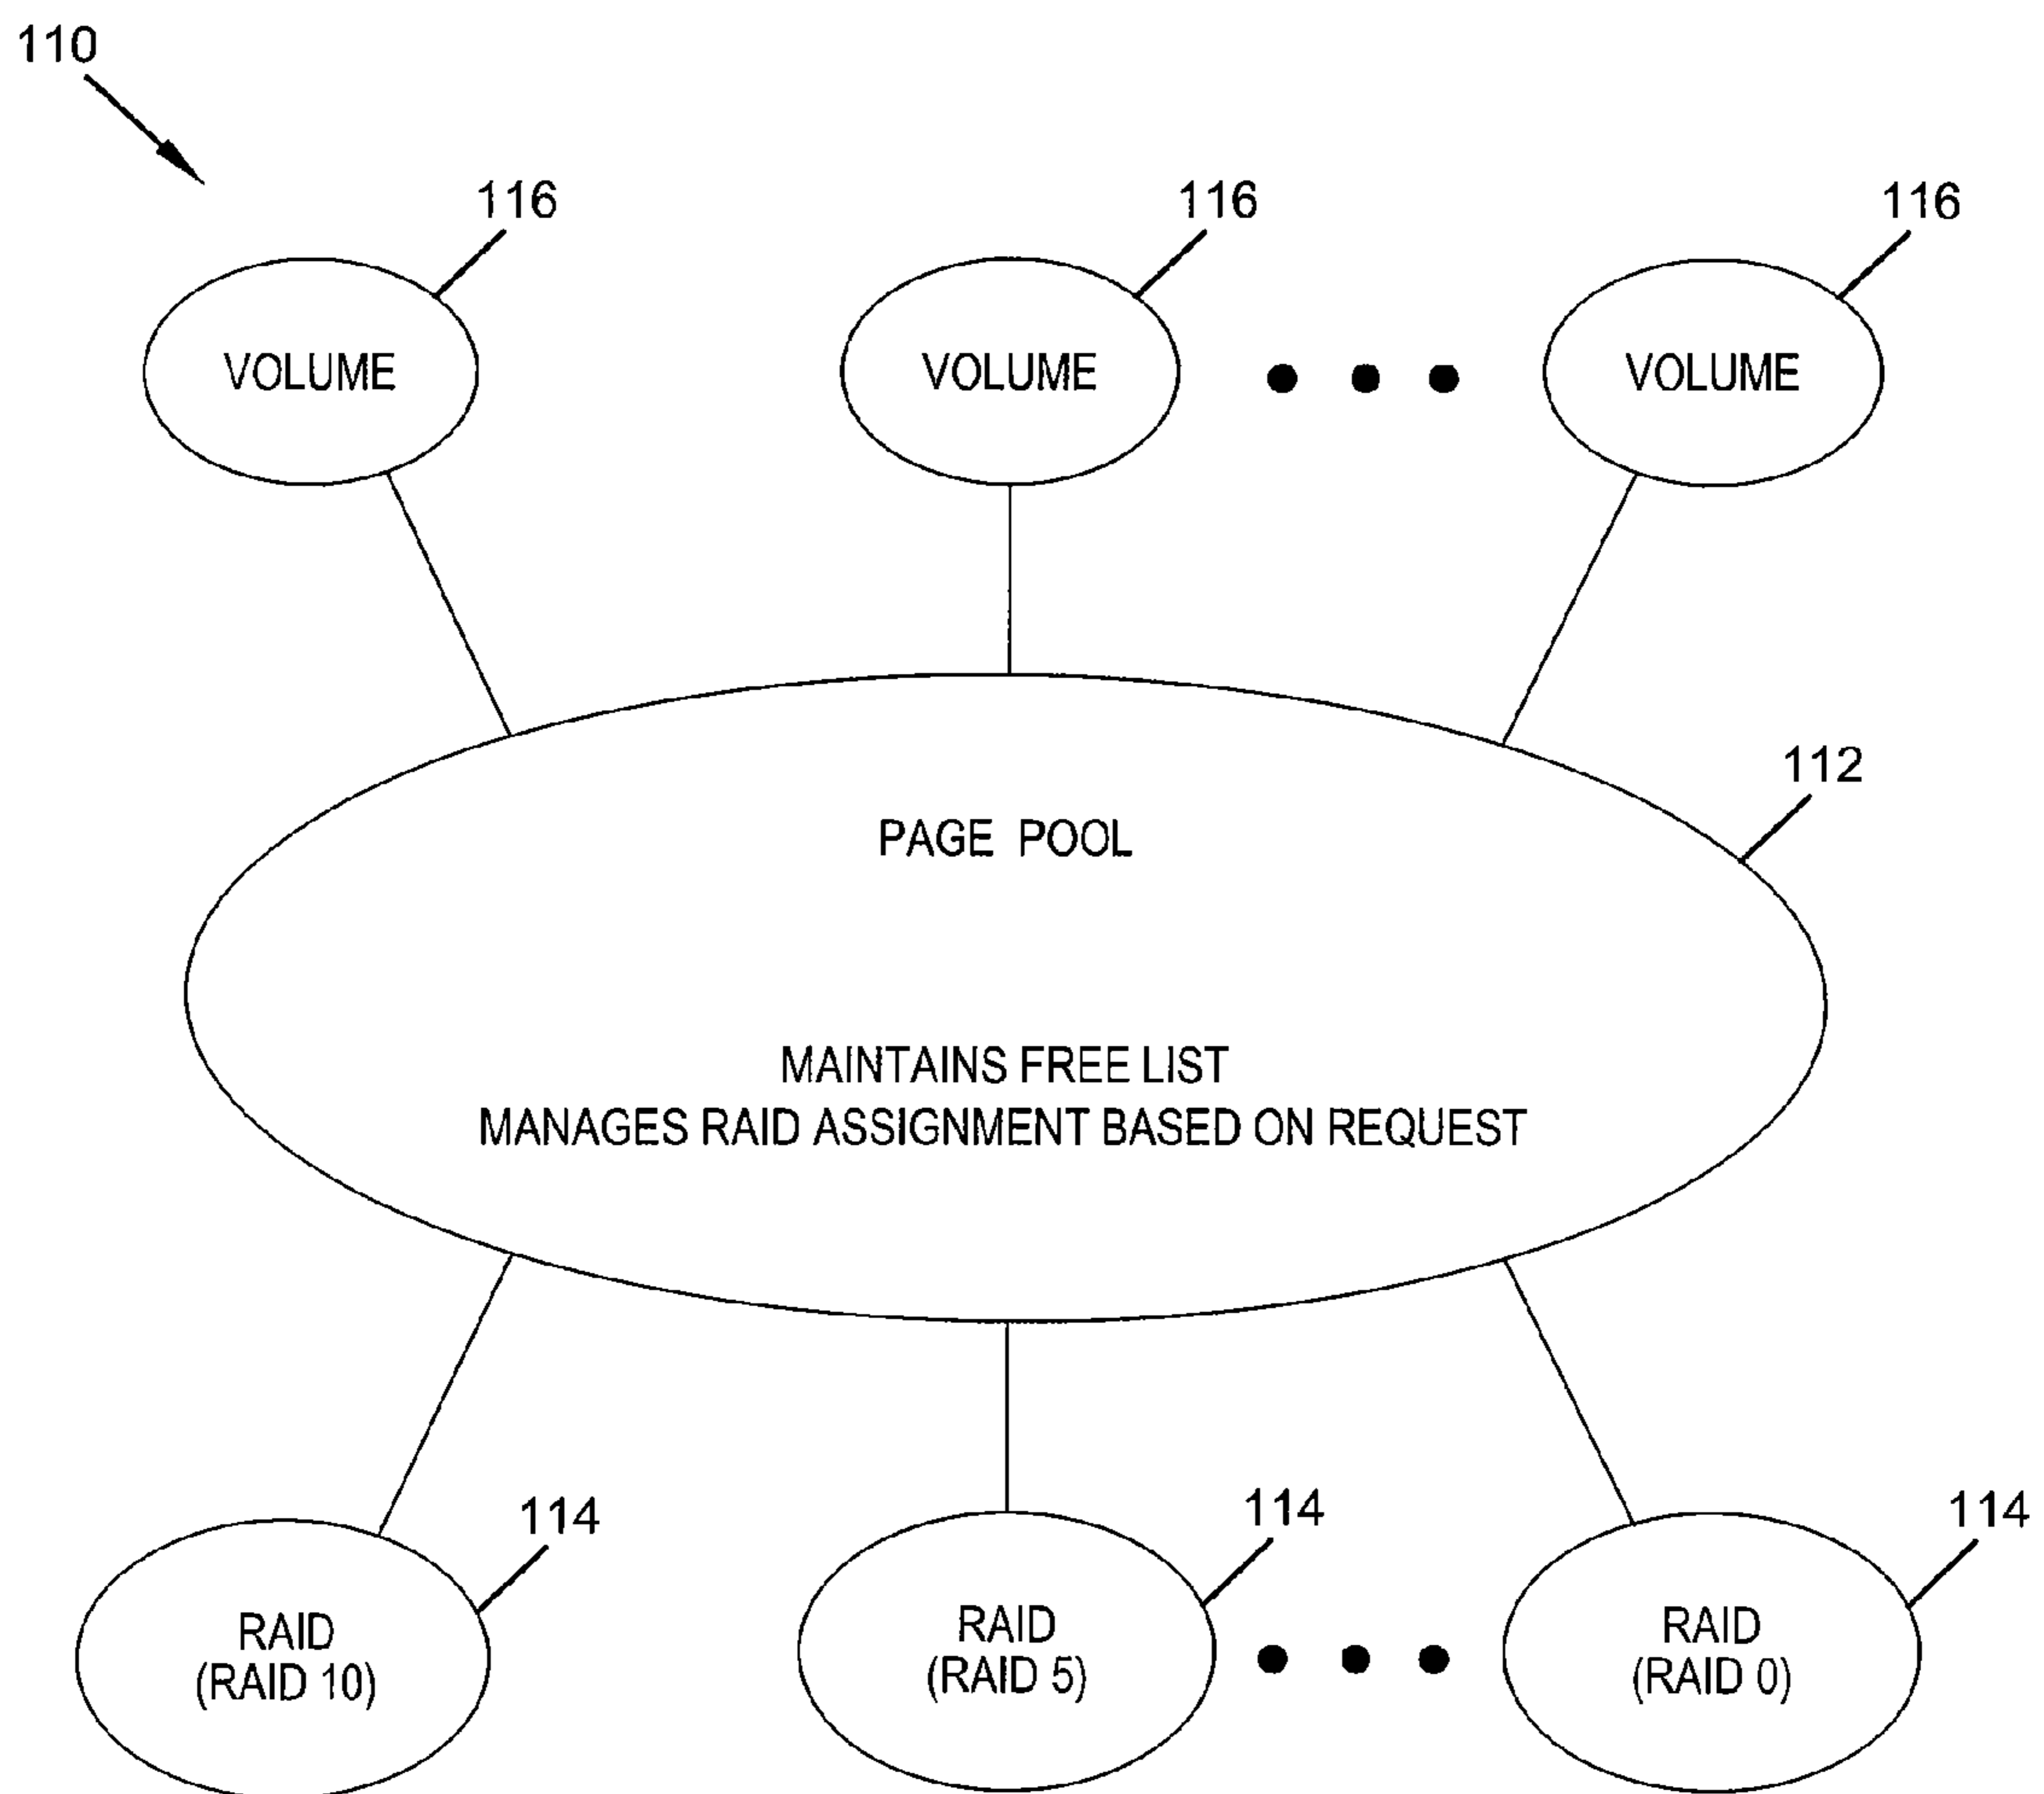 110
116
116
116
VOLUME
VOLUME
VOLUME
112
PAGE POOL
MAINTAINS FREE LIST
MANAGES RAID ASSIGNMENT BASED ON REQUEST
114
114
114
RAID
(RAID 10)
RAID
(RAID 5)
RAID
(RAID 0)